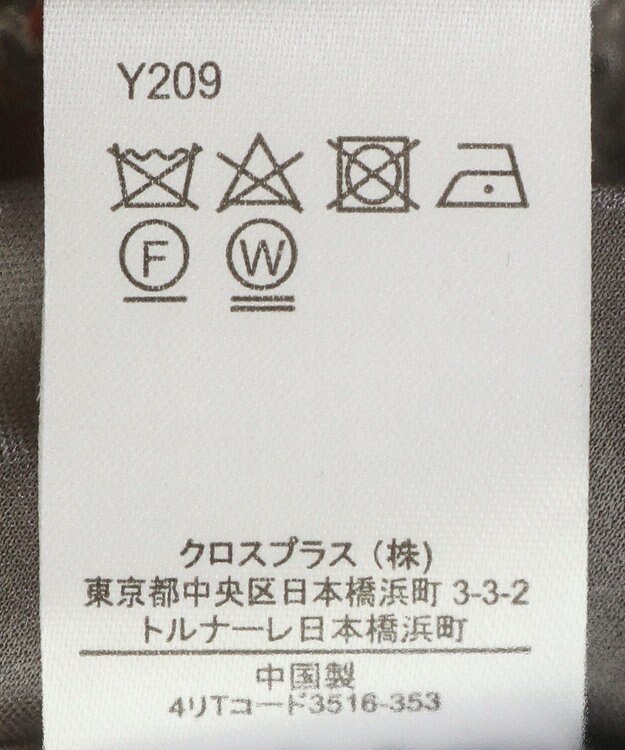 Y209
F W
クロスプラス (株)
東京都中央区日本橋浜町 3-3-2
トルナーレ日本橋浜町
中国製
4リTコード3516-353